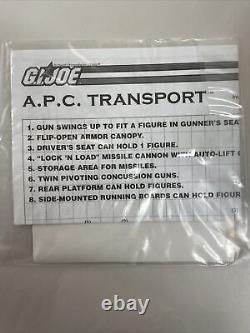 G.I.JOE
A.P.C. TRANSPORT™
1. GUN SWINGS UP TO FIT A FIGURE IN GUNNER'S SEAT
2. FLIP-OPEN ARMOR CANOPY.
3. DRIVER'S SEAT CAN HOLD 1 FIGURE.
4. "LOCK 'N LOAD" MISSILE CANNON WITH AUTO-LIFT
5. STORAGE AREA FOR MISSILES.
6. TWIN PIVOTING CONCUSSION GUNS.
7. REAR PLATFORM CAN HOLD FIGURES.
8. SIDE-MOUNTED RUNNING BOARDS CAN HOLD FIGUR